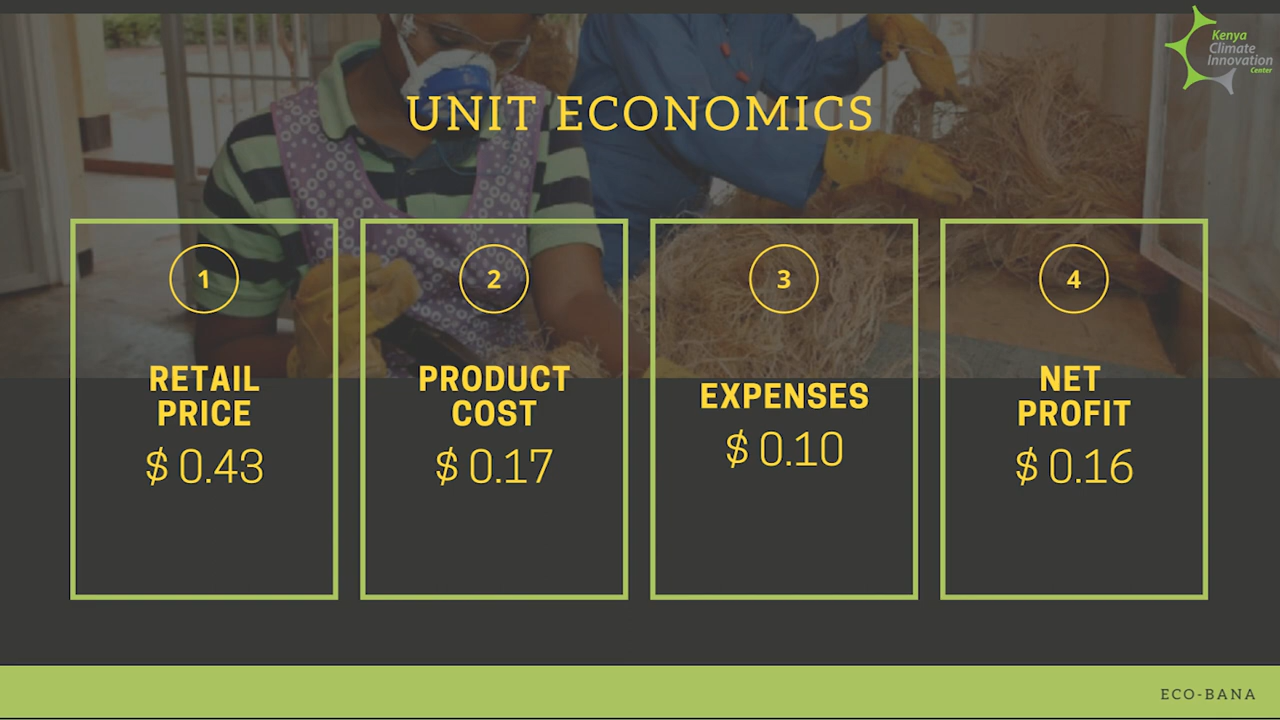 Kenya
Climate
Innovation
Center
UNIT ECONOMICS
1
RETAIL
PRICE
$ 0.43
2
PRODUCT
COST
$ 0.17
3
EXPENSES
$ 0.10
4
NET
PROFIT
$ 0.16
ECO-BANA